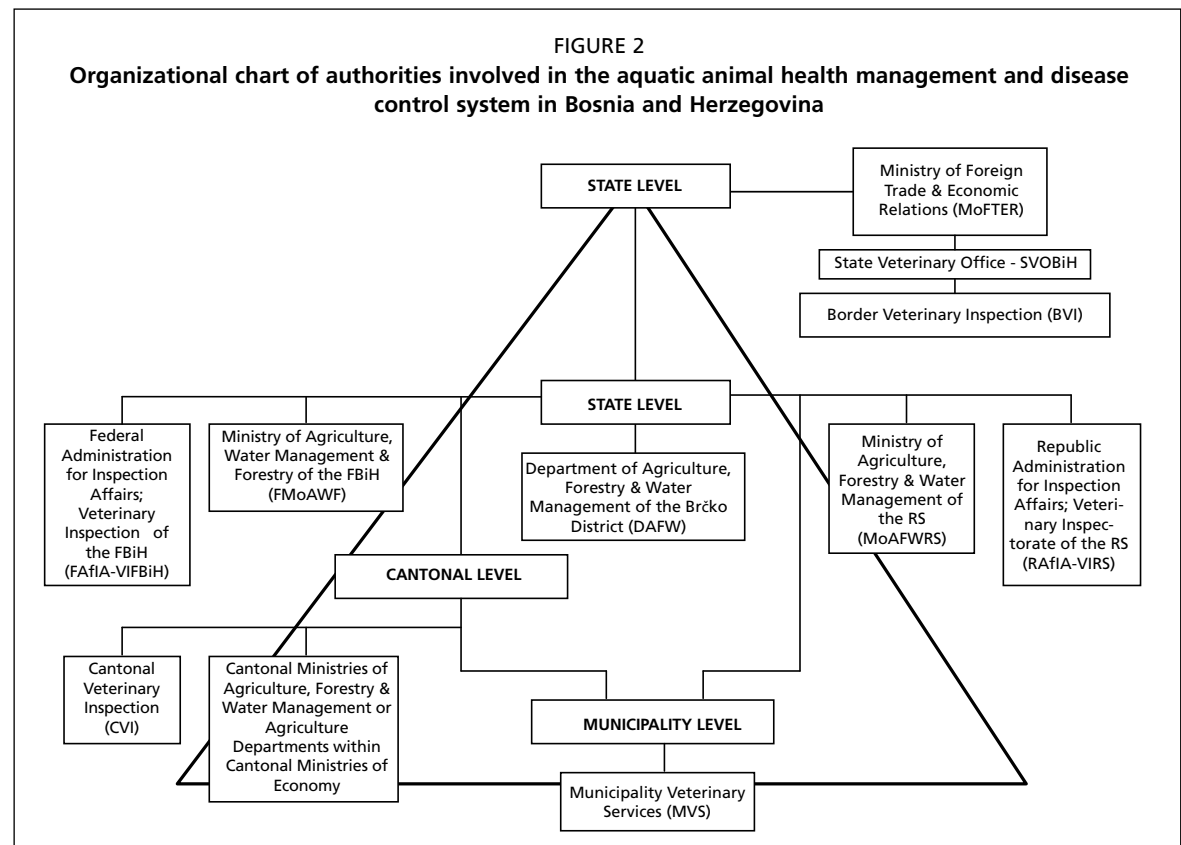 FIGURE 2
Organizational chart of authorities involved in the aquatic animal health management and disease
control system in Bosnia and Herzegovina
STATE LEVEL
Ministry of Foreign
Trade & Economic
Relations (MoFTER)
State Veterinary Office - SVOBiH
Border Veterinary Inspection (BVI)
STATE LEVEL
Federal
Administration
for Inspection
Affairs;
Veterinary
Inspection of
the FBiH
(FAfIA-VIFBiH)
Ministry of Agriculture,
Water Management &
Forestry of the FBiH
(FMoAWF)
Department of Agriculture,
Forestry & Water
Management of the Brčko
District (DAFW)
Ministry of
Agriculture,
Forestry & Water
Management of
the RS
(MoAFWRS)
Republic
Administration
for Inspection
Affairs; Veteri-
nary Inspec-
torate of the RS
(RAfIA-VIRS)
CANTONAL LEVEL
Cantonal
Veterinary
Inspection
(CVI)
Cantonal Ministries of
Agriculture, Forestry &
Water Management or
Agriculture
Departments within
Cantonal Ministries of
Economy
MUNICIPALITY LEVEL
Municipality Veterinary
Services (MVS)